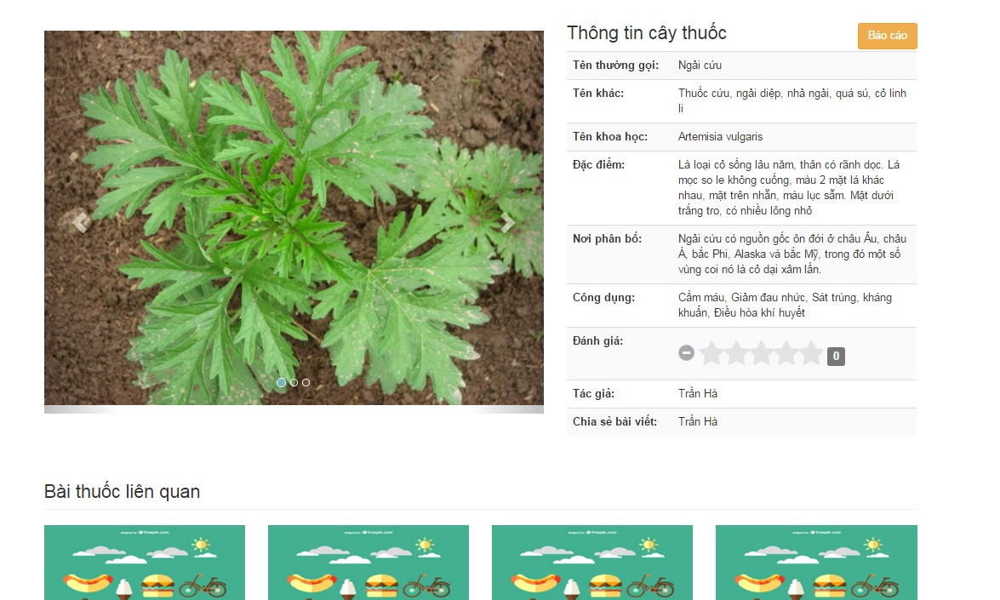 Thông tin cây thuốc
Báo cáo
Tên thường gọi: Ngải cứu
Tên khác: Thuốc cứu, ngải diệp, nhả ngải, quá sú, cỏ linh
li
Tên khoa học: Artemisia vulgaris
Đặc điểm: Là loại cỏ sống lâu năm, thân có rãnh dọc. Lá
mọc so le không cuống, màu 2 mặt lá khác
nhau, mặt trên nhẵn, màu lục sẫm. Mặt dưới
trắng tro, có nhiều lông nhỏ
Nơi phân bố: Ngải cứu có nguồn gốc ôn đới ở châu Âu, châu
Á, bắc Phi, Alaska và bắc Mỹ, trong đó một số
vùng coi nó là cỏ dại xâm lấn.
Công dụng: Cầm máu, Giảm đau nhức, Sát trùng, kháng
khuẩn, Điều hòa khí huyết
Đánh giá: 0
Tác giả: Trần Hà
Chia sẻ bài viết: Trần Hà
Bài thuốc liên quan
designed by freepik.com
designed by freepik.com
designed by freepik.com
designed by freepik.com